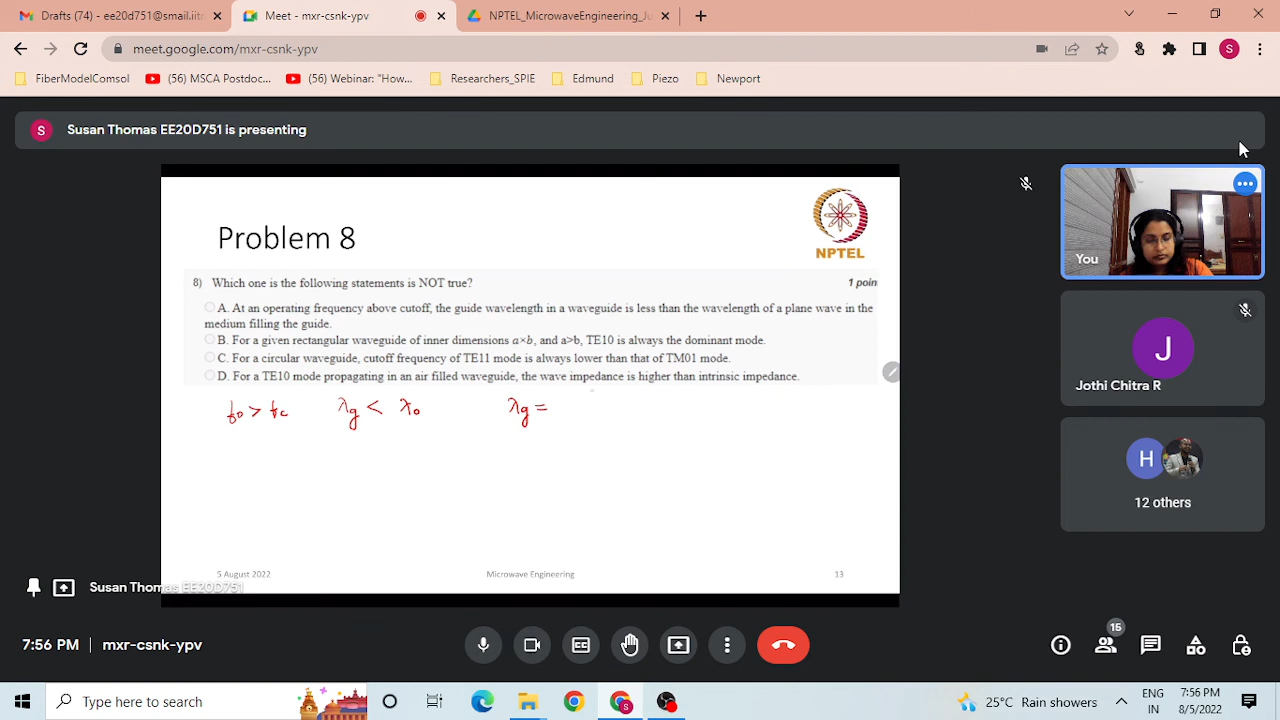 Drafts (74) - ee20d751@smail.iitr
Meet - mxr-csnk-ypv
NPTEL_MicrowaveEngineering_Ju
meet.google.com/mxr-csnk-ypv
FiberModelComsol
(56) MSCA Postdoc...
(56) Webinar: "How...
Researchers_SPIE
Edmund
Piezo
Newport
S
S Susan Thomas EE20D751 is presenting
Problem 8
NPTEL
8) Which one is the following statements is NOT true?
1 poin
A. At an operating frequency above cutoff, the guide wavelength in a waveguide is less than the wavelength of a plane wave in the
medium filling the guide.
B. For a given rectangular waveguide of inner dimensions a×b, and a>b, TE10 is always the dominant mode.
C. For a circular waveguide, cutoff frequency of TE11 mode is always lower than that of TM01 mode.
D. For a TE10 mode propagating in an air filled waveguide, the wave impedance is higher than intrinsic impedance.
f₀ > fc λg < λ₀ λg =
5 August 2022
Microwave Engineering
13
Susan Thomas EE20D751
You
J
Jothi Chitra R
H
12 others
7:56 PM | mxr-csnk-ypv
15
Type here to search
25°C Rain showers
ENG
IN
7:56 PM
8/5/2022